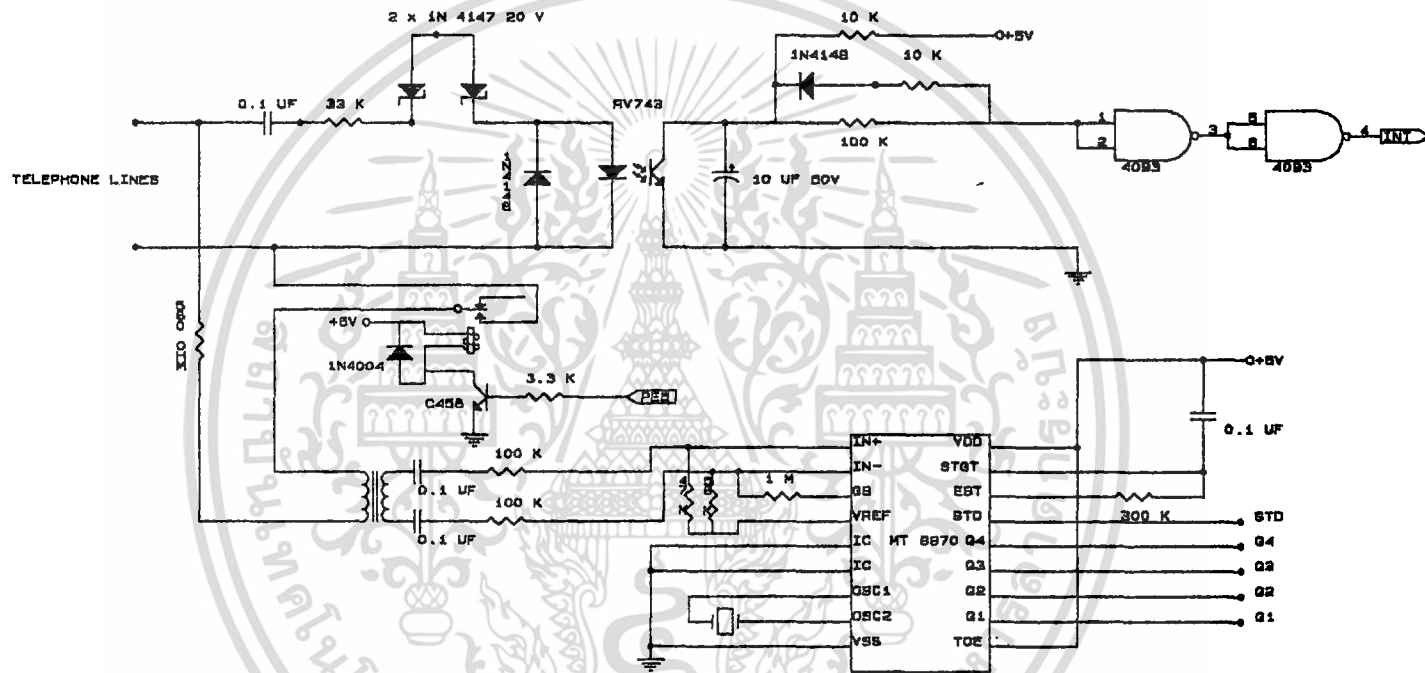 2 x 1N 4147 20 V
10 K
O+5V
1N4148
10 K
0.1 UF
33 K
1
2
3
4093
5
6
4
4093
INT
100 K
10 UF 50V
TELEPHONE LINES
+5V
1N4004
3.3 K
C458
100 K
0.1 UF
100 K
0.1 UF
1 M
IN+
IN-
GS
VREF
IC
IC
OSC1
OSC2
VSS
MT 8870
VDD
STGT
EST
STD
Q4
Q3
Q2
Q1
TOE
O+5V
0.1 UF
300 K
STD
Q4
Q3
Q2
Q1